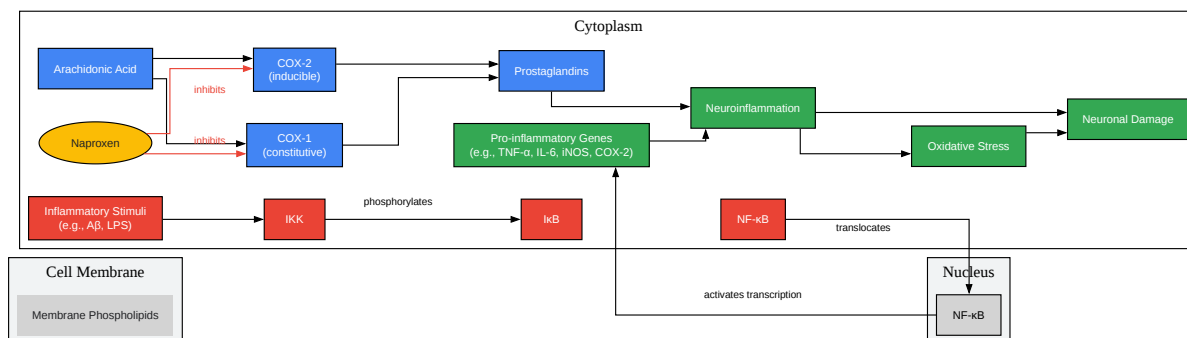 Cytoplasm
Arachidonic Acid
COX-2
(inducible)
Prostaglandins
inhibits
Neuroinflammation
Neuronal Damage
Naproxen
inhibits
COX-1
(constitutive)
Pro-inflammatory Genes
(e.g., TNF-α, IL-6, iNOS, COX-2)
Oxidative Stress
Inflammatory Stimuli
(e.g., Aβ, LPS)
IKK
phosphorylates
IκB
NF-κB
translocates
Cell Membrane
Membrane Phospholipids
activates transcription
Nucleus
NF-κB